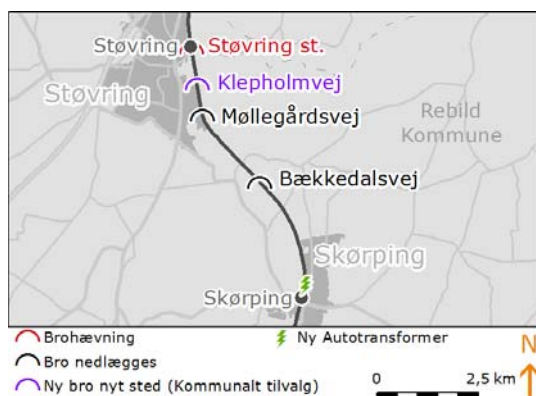 Støvring
Støvring st.
Klepholmvej
Støvring
Møllegårdsvej
Rebild
Kommune
Bækkedalsvej
Skørping
Skørping
Brohævning
Ny Autotransformer
Bro nedlægges
Ny bro nyt sted (Kommunalt tilvalg)
0 2,5 km
N